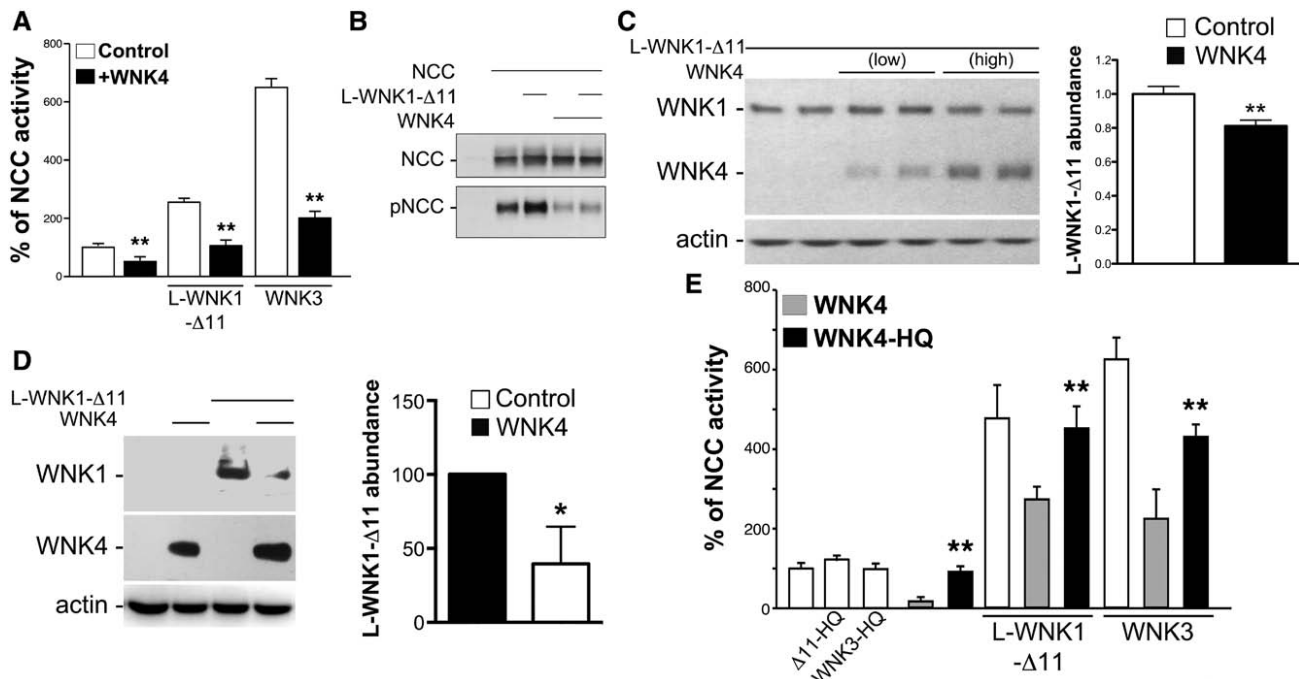 A
% of NCC activity
800
600
400
200
0
Control
+WNK4
**
**
**
L-WNK1
-Δ11
WNK3
B
NCC
L-WNK1-Δ11
WNK4
NCC
pNCC
C
L-WNK1-Δ11
WNK4
(low)
(high)
WNK1
WNK4
actin
Control
WNK4
L-WNK1-Δ11 abundance
1.2
1.0
0.8
0.6
0.4
0.2
0.0
**
D
L-WNK1-Δ11
WNK4
WNK1
WNK4
actin
L-WNK1-Δ11 abundance
150
100
50
0
Control
WNK4
*
E
% of NCC activity
800
600
400
200
0
WNK4
WNK4-HQ
**
**
**
Δ11-HQ
WNK3-HQ
L-WNK1
-Δ11
WNK3